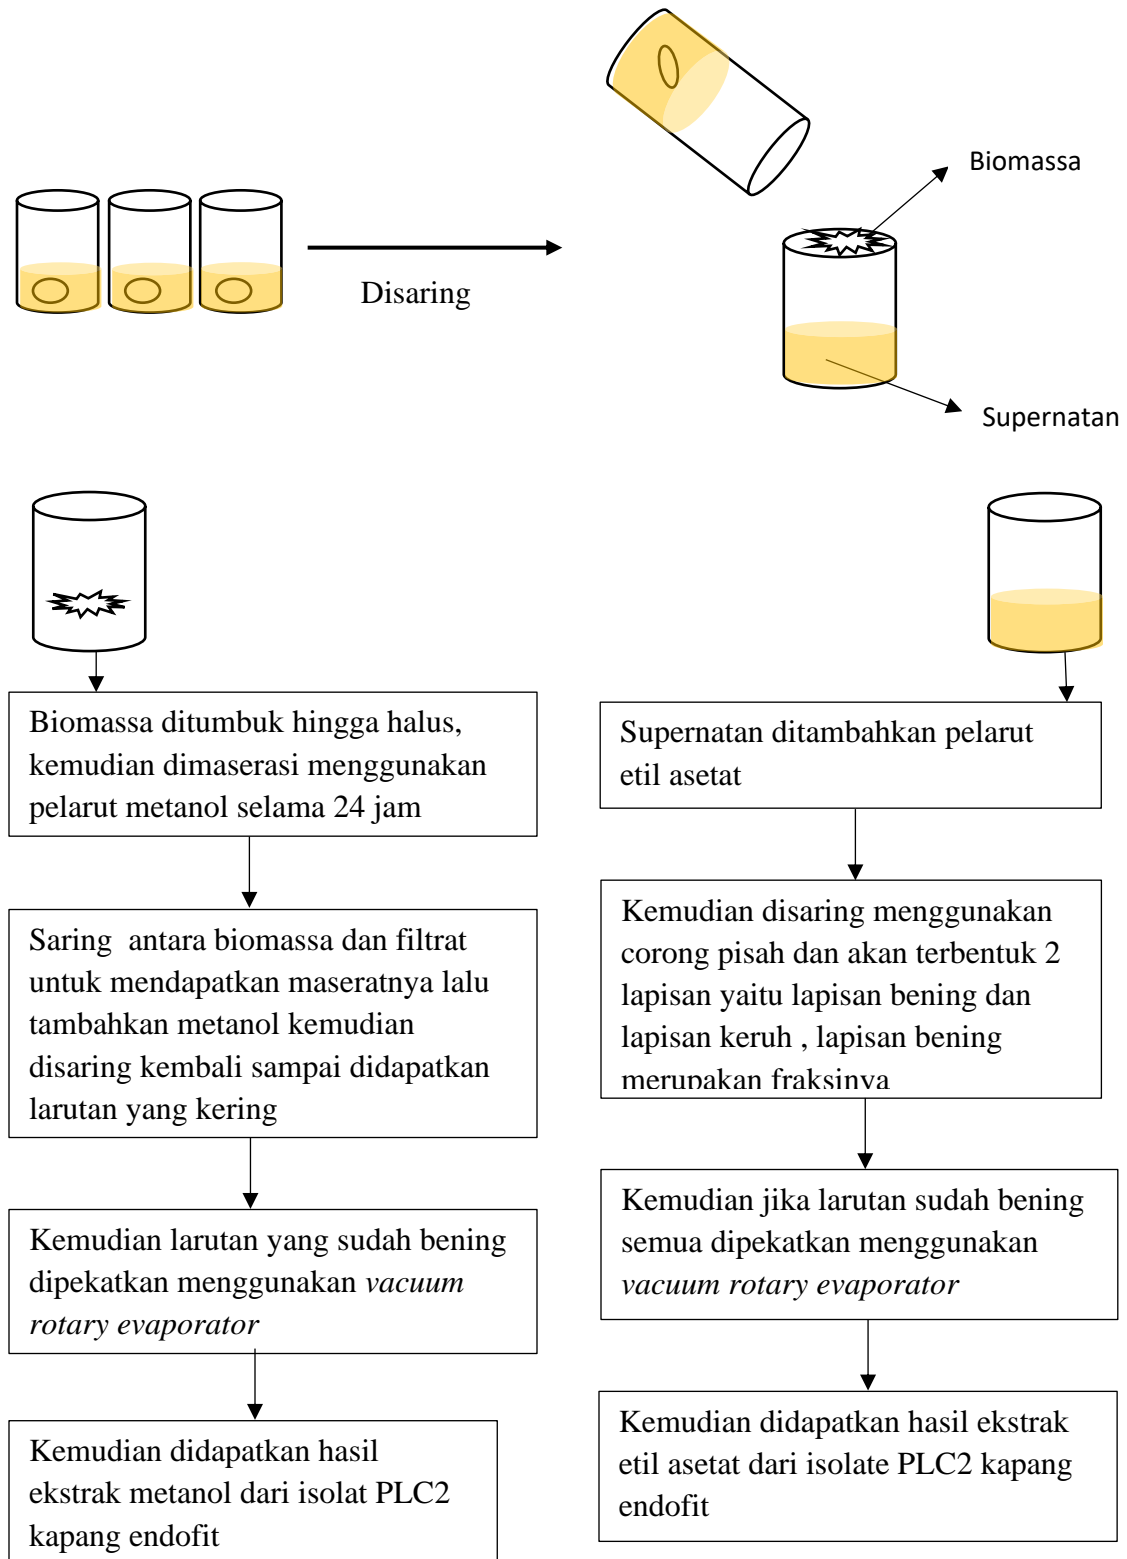 Biomassa
Disaring
Supernatan
Biomassa ditumbuk hingga halus,
kemudian dimaserasi menggunakan
pelarut metanol selama 24 jam
Saring antara biomassa dan filtrat
untuk mendapatkan maseratnya lalu
tambahkan metanol kemudian
disaring kembali sampai didapatkan
larutan yang kering
Kemudian larutan yang sudah bening
dipekatkan menggunakan vacuum
rotary evaporator
Kemudian didapatkan hasil
ekstrak metanol dari isolat PLC2
kapang endofit
Supernatan ditambahkan pelarut
etil asetat
Kemudian disaring menggunakan
corong pisah dan akan terbentuk 2
lapisan yaitu lapisan bening dan
lapisan keruh , lapisan bening
merupakan fraksinya
Kemudian jika larutan sudah bening
semua dipekatkan menggunakan
vacuum rotary evaporator
Kemudian didapatkan hasil ekstrak
etil asetat dari isolate PLC2 kapang
endofit